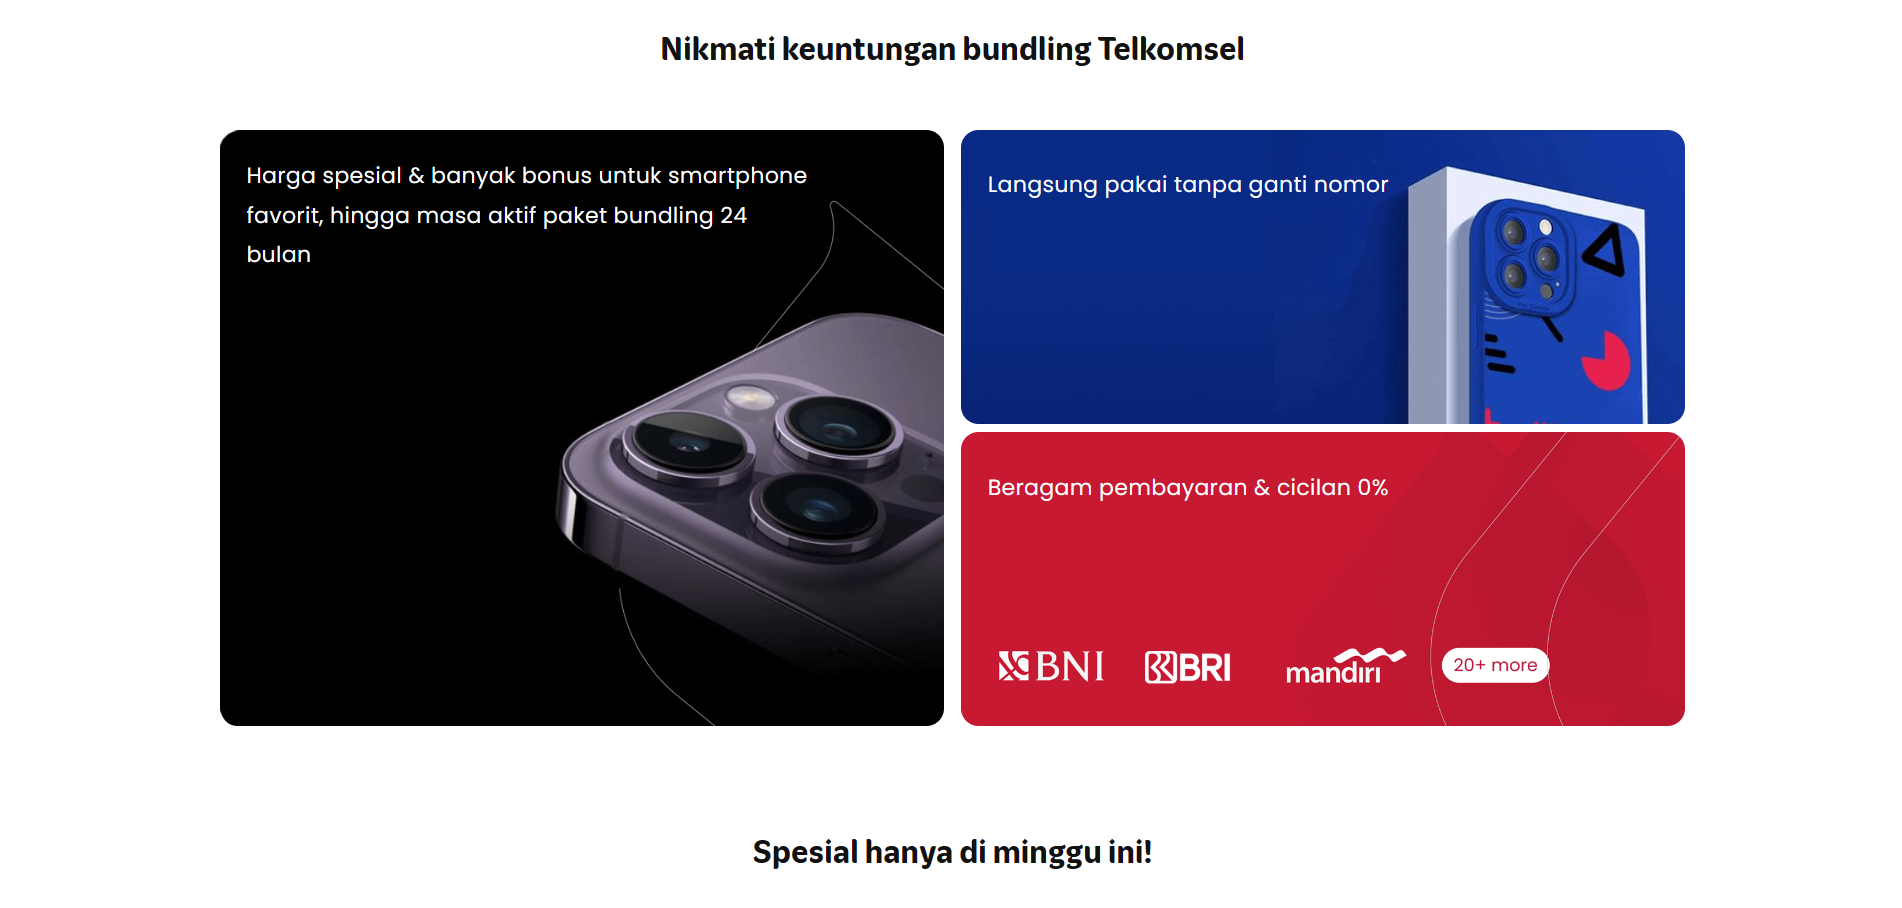 Nikmati keuntungan bundling Telkomsel
Harga spesial & banyak bonus untuk smartphone
favorit, hingga masa aktif paket bundling 24
bulan
Langsung pakai tanpa ganti nomor
Beragam pembayaran & cicilan 0%
BNI
BRI
mandiri
20+ more
Spesial hanya di minggu ini!